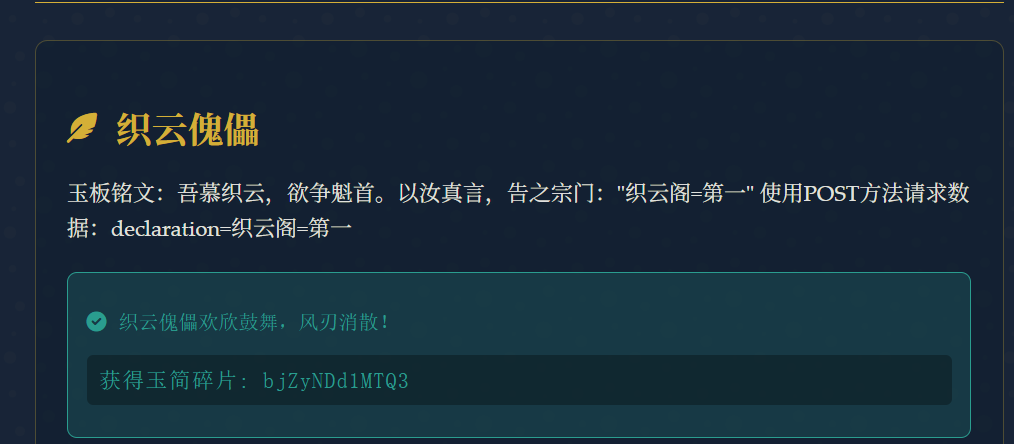 织云傀儡
玉板铭文：吾慕织云，欲争魁首。以汝真言，告之宗门："织云阁=第一" 使用POST方法请求数
据：declaration=织云阁=第一
织云傀儡欢欣鼓舞，风刃消散！
获得玉简碎片: bjZyNDd1MTQ3